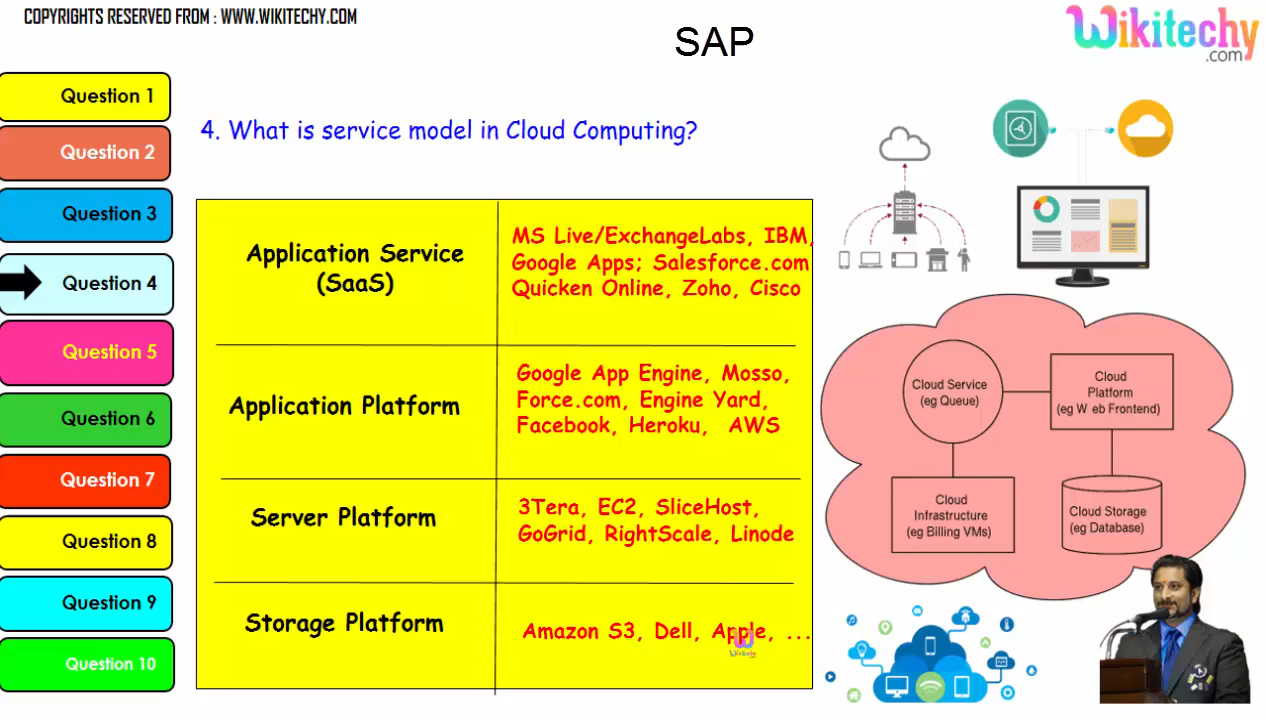 COPYRIGHTS RESERVED FROM : WWW.WIKITECHY.COM
SAP
Wikitechy
.com
Question 1
Question 2
Question 3
Question 4
Question 5
Question 6
Question 7
Question 8
Question 9
Question 10
4. What is service model in Cloud Computing?
Application Service
(SaaS)
MS Live/ExchangeLabs, IBM,
Google Apps; Salesforce.com
Quicken Online, Zoho, Cisco
Application Platform
Google App Engine, Mosso,
Force.com, Engine Yard,
Facebook, Heroku, AWS
Server Platform
3Tera, EC2, SliceHost,
GoGrid, RightScale, Linode
Storage Platform
Amazon S3, Dell, Apple, ...
Wikitechy
Cloud Service
(eg Queue)
Cloud
Platform
(eg W eb Frontend)
Cloud
Infrastructure
(eg Billing VMs)
Cloud Storage
(eg Database)